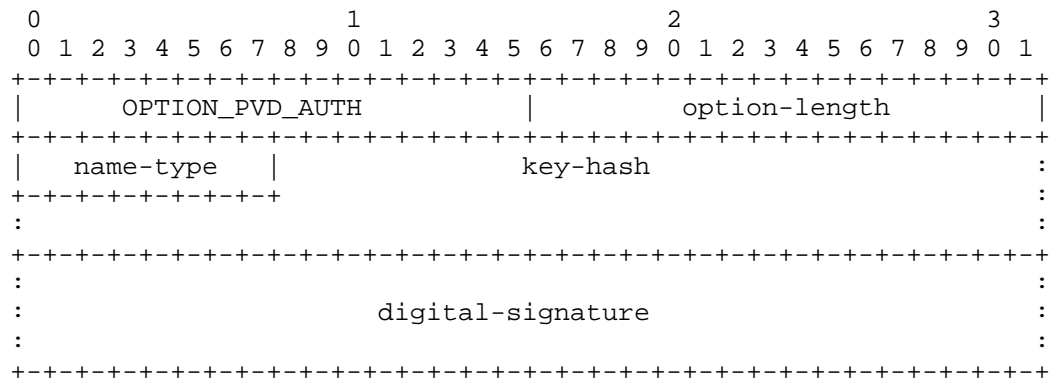 0                   1                   2                   3
 0 1 2 3 4 5 6 7 8 9 0 1 2 3 4 5 6 7 8 9 0 1 2 3 4 5 6 7 8 9 0 1
+-+-+-+-+-+-+-+-+-+-+-+-+-+-+-+-+-+-+-+-+-+-+-+-+-+-+-+-+-+-+-+-+
|      OPTION_PVD_AUTH          |         option-length         |
+-+-+-+-+-+-+-+-+-+-+-+-+-+-+-+-+-+-+-+-+-+-+-+-+-+-+-+-+-+-+-+-+
|   name-type   |               key-hash                        :
+-+-+-+-+-+-+-+-+                                               :
:                                                               :
+-+-+-+-+-+-+-+-+-+-+-+-+-+-+-+-+-+-+-+-+-+-+-+-+-+-+-+-+-+-+-+-+
:                                                               :
:                      digital-signature                        :
:                                                               :
+-+-+-+-+-+-+-+-+-+-+-+-+-+-+-+-+-+-+-+-+-+-+-+-+-+-+-+-+-+-+-+-+